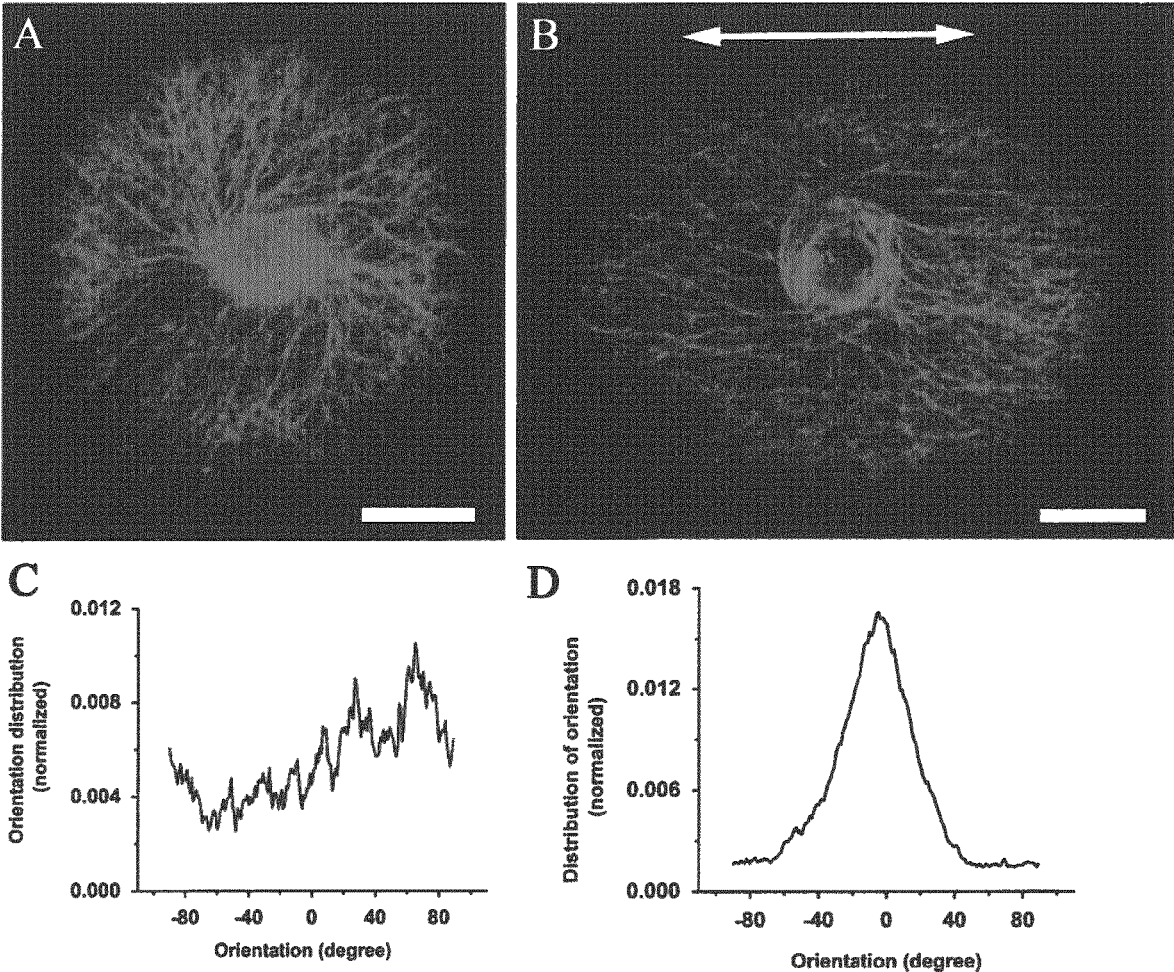 A
B
C
0.012
0.008
0.004
0.000
Orientation distribution
(normalized)
-80 -40 0 40 80
Orientation (degree)
D
0.018
0.012
0.006
0.000
Distribution of orientation
(normalized)
-80 -40 0 40 80
Orientation (degree)